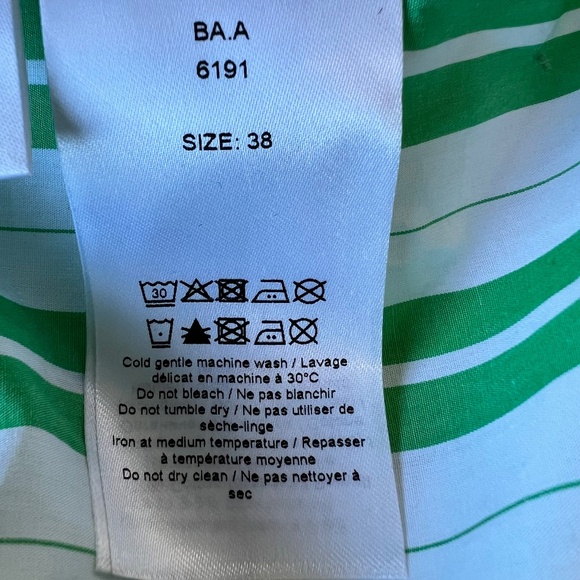 BA.A
6191
SIZE: 38
30
Cold gentle machine wash / Lavage
délicat en machine à 30°C
Do not bleach / Ne pas blanchir
Do not tumble dry / Ne pas utiliser de
sèche-linge
Iron at medium temperature / Repasser
à température moyenne
Do not dry clean / Ne pas nettoyer à
sec